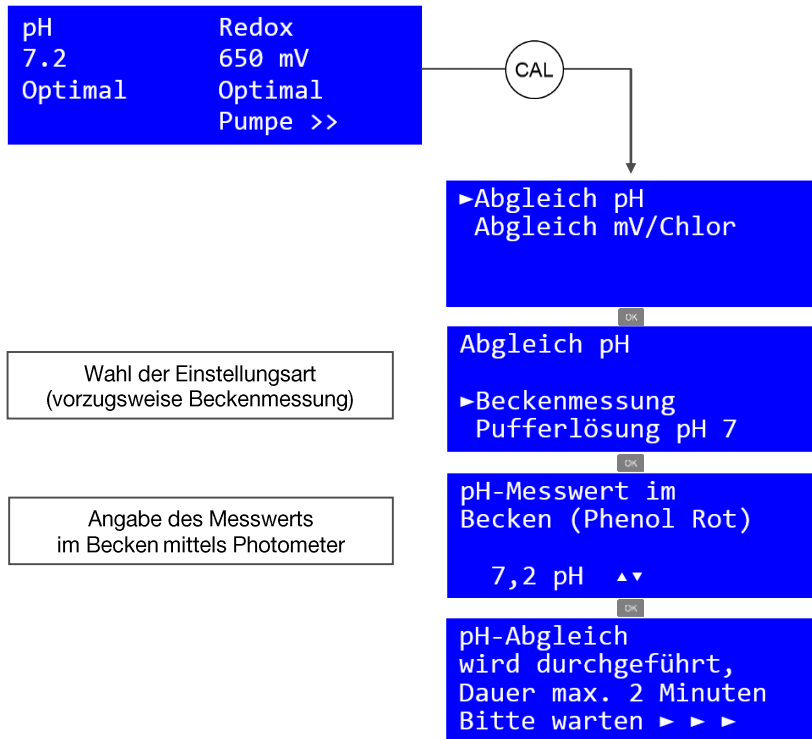 pH Redox
7.2 650 mV
Optimal Optimal
Pumpe >>
CAL
►Abgleich pH
Abgleich mV/Chlor
OK
Wahl der Einstellungsart
(vorzugsweise Beckenmessung)
Abgleich pH
►Beckenmessung
Pufferlösung pH 7
OK
Angabe des Messwerts
im Becken mittels Photometer
pH-Messwert im
Becken (Phenol Rot)
7,2 pH ▲▼
OK
pH-Abgleich
wird durchgeführt,
Dauer max. 2 Minuten
Bitte warten ► ► ►